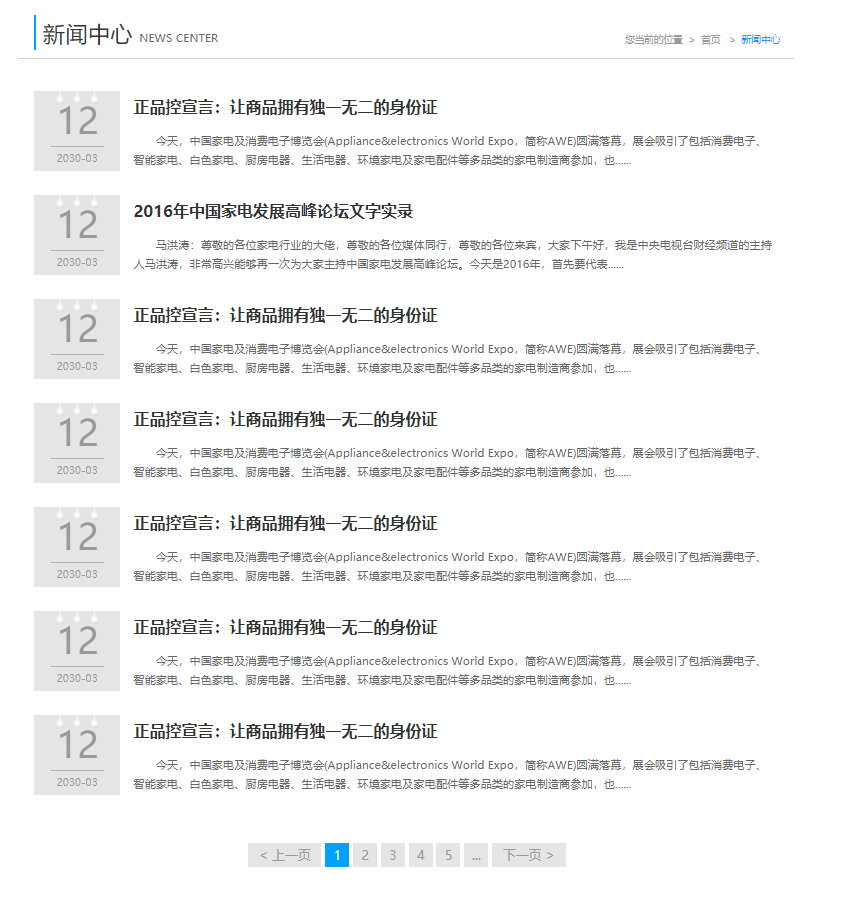 新闻中心 NEWS CENTER
您当前的位置 > 首页 > 新闻中心
12
2030-03
正品控宣言：让商品拥有独一无二的身份证
今天，中国家电及消费电子博览会(Appliance&electronics World Expo，简称AWE)圆满落幕，展会吸引了包括消费电子、
智能家电、白色家电、厨房电器、生活电器、环境家电及家电配件等多品类的家电制造商参加，也......
12
2030-03
2016年中国家电发展高峰论坛文字实录
马洪涛：尊敬的各位家电行业的大佬，尊敬的各位媒体同行，尊敬的各位来宾，大家下午好，我是中央电视台财经频道的主持
人马洪涛，非常高兴能够再一次为大家主持中国家电发展高峰论坛。今天是2016年，首先要代表......
12
2030-03
正品控宣言：让商品拥有独一无二的身份证
今天，中国家电及消费电子博览会(Appliance&electronics World Expo，简称AWE)圆满落幕，展会吸引了包括消费电子、
智能家电、白色家电、厨房电器、生活电器、环境家电及家电配件等多品类的家电制造商参加，也......
12
2030-03
正品控宣言：让商品拥有独一无二的身份证
今天，中国家电及消费电子博览会(Appliance&electronics World Expo，简称AWE)圆满落幕，展会吸引了包括消费电子、
智能家电、白色家电、厨房电器、生活电器、环境家电及家电配件等多品类的家电制造商参加，也......
12
2030-03
正品控宣言：让商品拥有独一无二的身份证
今天，中国家电及消费电子博览会(Appliance&electronics World Expo，简称AWE)圆满落幕，展会吸引了包括消费电子、
智能家电、白色家电、厨房电器、生活电器、环境家电及家电配件等多品类的家电制造商参加，也......
12
2030-03
正品控宣言：让商品拥有独一无二的身份证
今天，中国家电及消费电子博览会(Appliance&electronics World Expo，简称AWE)圆满落幕，展会吸引了包括消费电子、
智能家电、白色家电、厨房电器、生活电器、环境家电及家电配件等多品类的家电制造商参加，也......
12
2030-03
正品控宣言：让商品拥有独一无二的身份证
今天，中国家电及消费电子博览会(Appliance&electronics World Expo，简称AWE)圆满落幕，展会吸引了包括消费电子、
智能家电、白色家电、厨房电器、生活电器、环境家电及家电配件等多品类的家电制造商参加，也......
< 上一页 1 2 3 4 5 ... 下一页 >